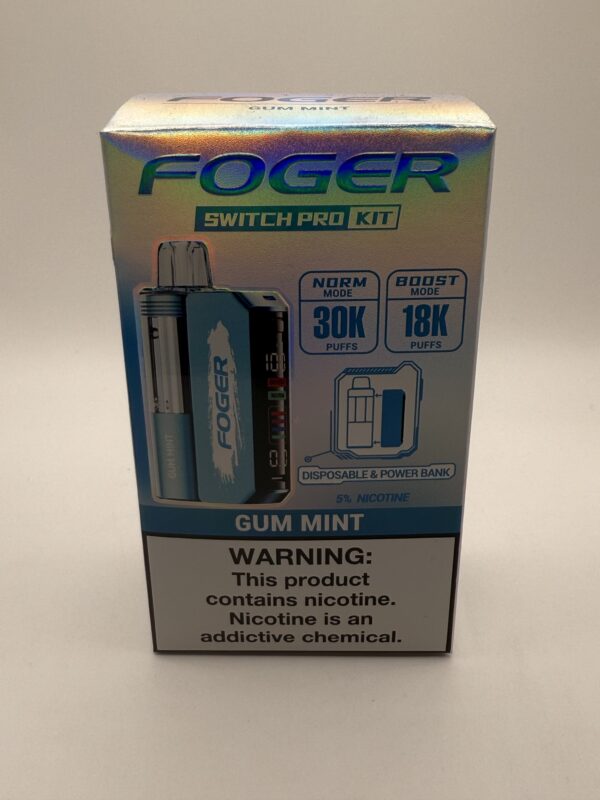 FOGER
GUM MINT
FOGER
SWITCH PRO KIT
NORM
MODE
30K
PUFFS
BOOST
MODE
18K
PUFFS
FOGER
GUM MINT
DISPOSABLE & POWER BANK
5% NICOTINE
GUM MINT
WARNING:
This product
contains nicotine.
Nicotine is an
addictive chemical.